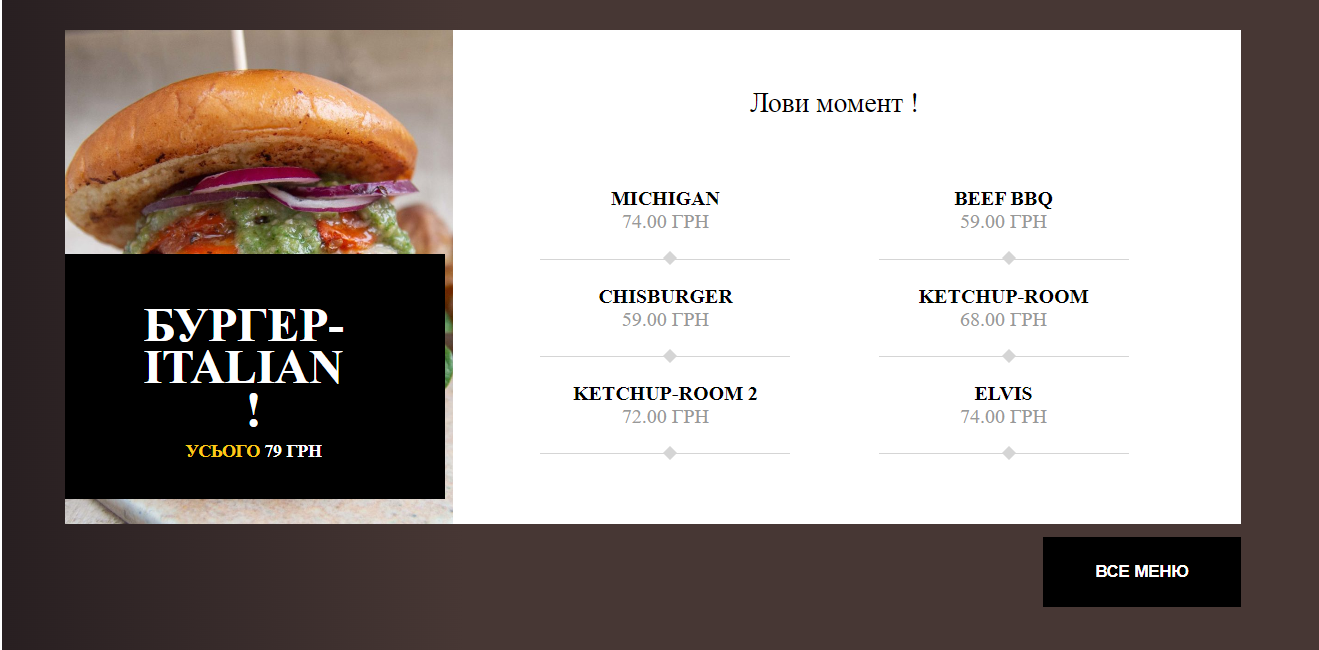 БУРГЕР-
ITALIAN
!
УСЬОГО 79 ГРН
Лови момент !
MICHIGAN
74.00 ГРН
BEEF BBQ
59.00 ГРН
CHISBURGER
59.00 ГРН
KETCHUP-ROOM
68.00 ГРН
KETCHUP-ROOM 2
72.00 ГРН
ELVIS
74.00 ГРН
ВСЕ МЕНЮ